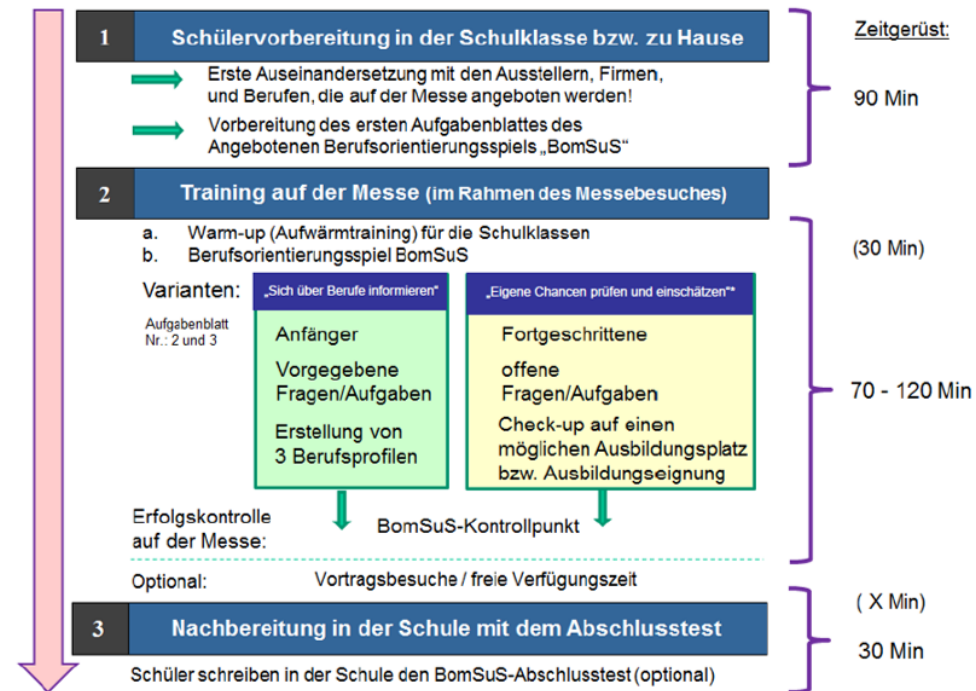 Zeitgerüst:
1 Schülervorbereitung in der Schulklasse bzw. zu Hause
Erste Auseinandersetzung mit den Ausstellern, Firmen,
und Berufen, die auf der Messe angeboten werden!
90 Min
Vorbereitung des ersten Aufgabenblattes des
Angebotenen Berufsorientierungsspiels „BomSuS“
2 Training auf der Messe (im Rahmen des Messebesuches)
a. Warm-up (Aufwärmtraining) für die Schulklassen
(30 Min)
b. Berufsorientierungsspiel BomSuS
Varianten:
Aufgabenblatt
Nr.: 2 und 3
„Sich über Berufe informieren“
Anfänger
Vorgegebene
Fragen/Aufgaben
Erstellung von
3 Berufsprofilen
„Eigene Chancen prüfen und einschätzen“*
Fortgeschrittene
offene
Fragen/Aufgaben
Check-up auf einen
möglichen Ausbildungsplatz
bzw. Ausbildungseignung
70 - 120 Min
Erfolgskontrolle
auf der Messe:
BomSuS-Kontrollpunkt
Optional: Vortragsbesuche / freie Verfügungszeit
( X Min)
3 Nachbereitung in der Schule mit dem Abschlusstest
30 Min
Schüler schreiben in der Schule den BomSuS-Abschlusstest (optional)